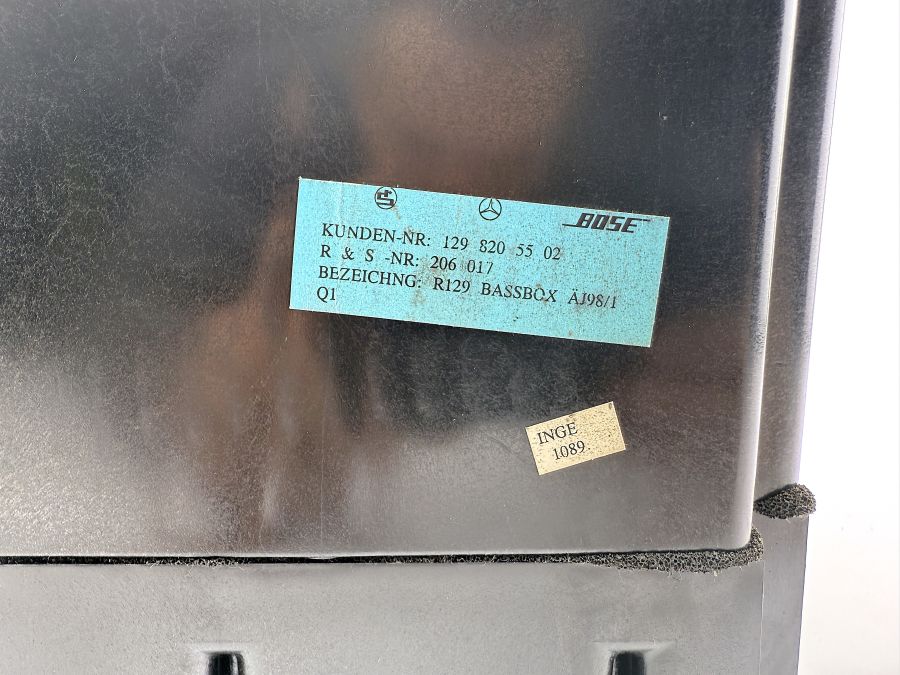 BOSE
KUNDEN-NR: 129 820 55 02
R & S -NR: 206 017
BEZEICHNG: R129 BASSBOX ÄJ98/1
Q1
INGE
1089